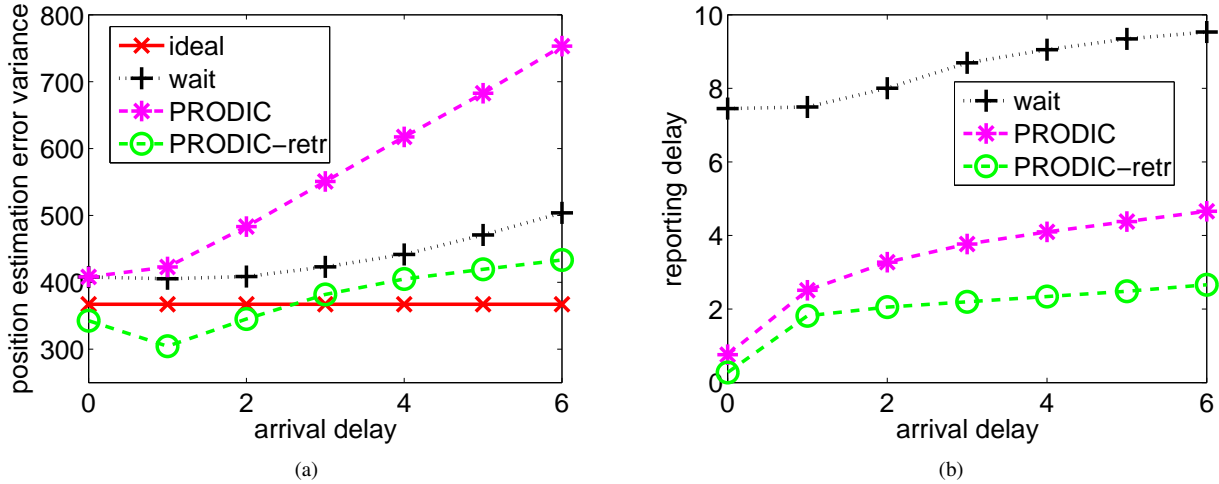 position estimation error variance
800
700
600
500
400
300
ideal
wait
PRODIC
PRODIC-retr
0
2
4
6
arrival delay
(a)
reporting delay
10
8
6
4
2
0
wait
PRODIC
PRODIC-retr
0
2
4
6
arrival delay
(b)